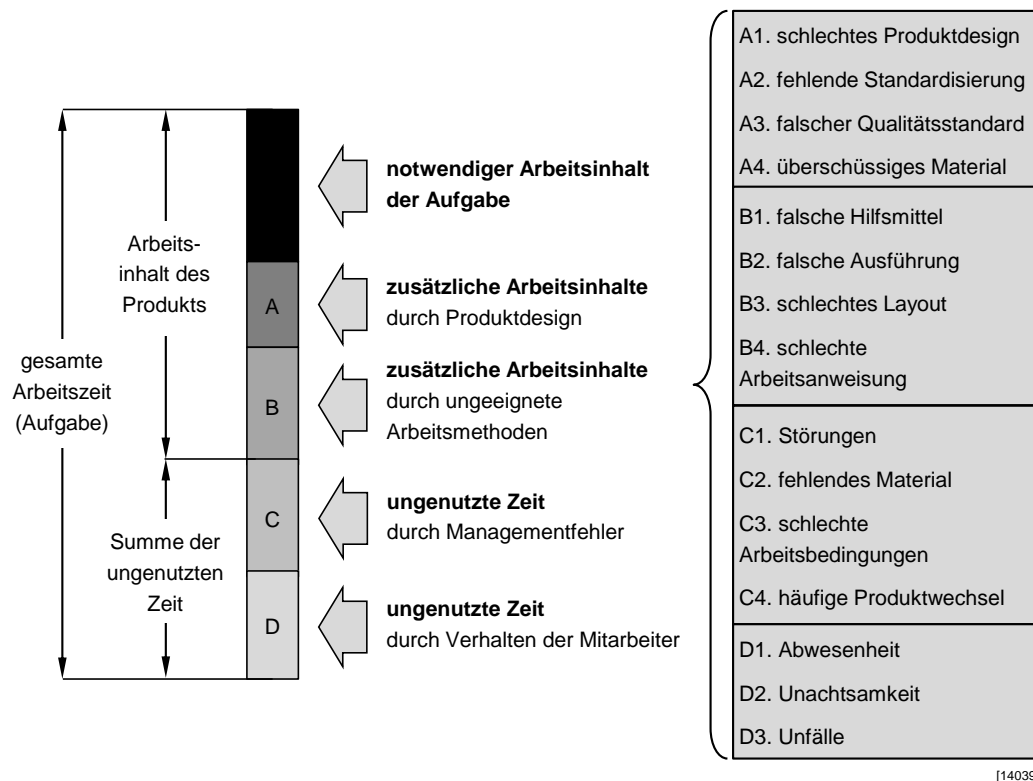 gesamte
Arbeitszeit
(Aufgabe)
Arbeits-
inhalt des
Produkts
Summe der
ungenutzten
Zeit
A
B
C
D
notwendiger Arbeitsinhalt
der Aufgabe
zusätzliche Arbeitsinhalte
durch Produktdesign
zusätzliche Arbeitsinhalte
durch ungeeignete
Arbeitsmethoden
ungenutzte Zeit
durch Managementfehler
ungenutzte Zeit
durch Verhalten der Mitarbeiter
A1. schlechtes Produktdesign
A2. fehlende Standardisierung
A3. falscher Qualitätsstandard
A4. überschüssiges Material
B1. falsche Hilfsmittel
B2. falsche Ausführung
B3. schlechtes Layout
B4. schlechte
Arbeitsanweisung
C1. Störungen
C2. fehlendes Material
C3. schlechte
Arbeitsbedingungen
C4. häufige Produktwechsel
D1. Abwesenheit
D2. Unachtsamkeit
D3. Unfälle
[14039